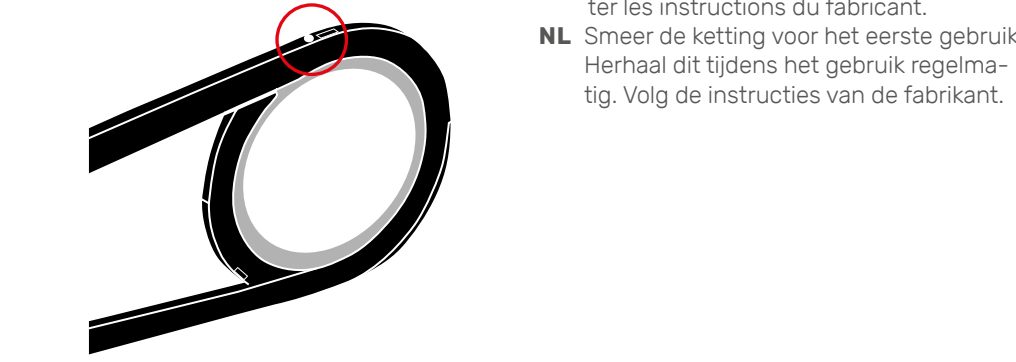 ter les instructions du fabricant.
NL Smeer de ketting voor het eerste gebruik
Herhaal dit tijdens het gebruik regelma-
tig. Volg de instructies van de fabrikant.